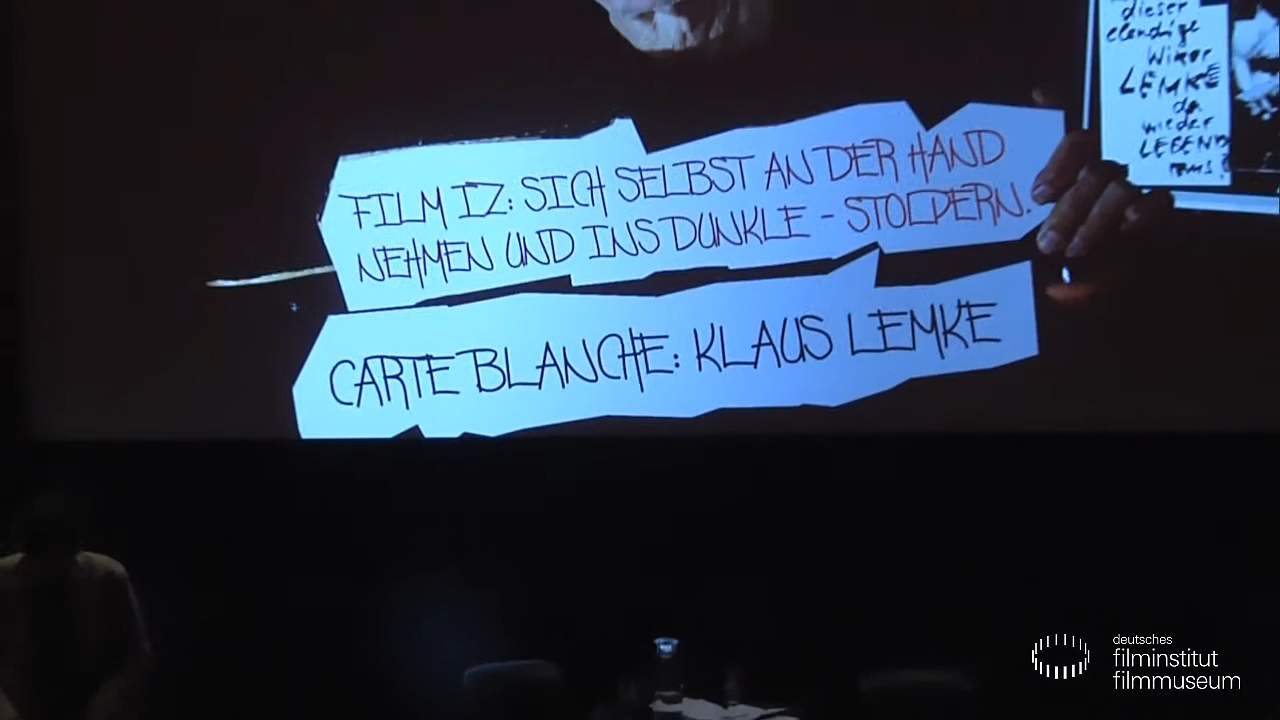 FILM IZ: SICH SELBST AN DER HAND
NEHMEN UND INS DUNKLE - STOLPERN.
CARTE BLANCHE: KLAUS LEMKE
dieser
elendige
LEMKE
da
wieder
LEBEND
deutsches
filminstitut
filmmuseum